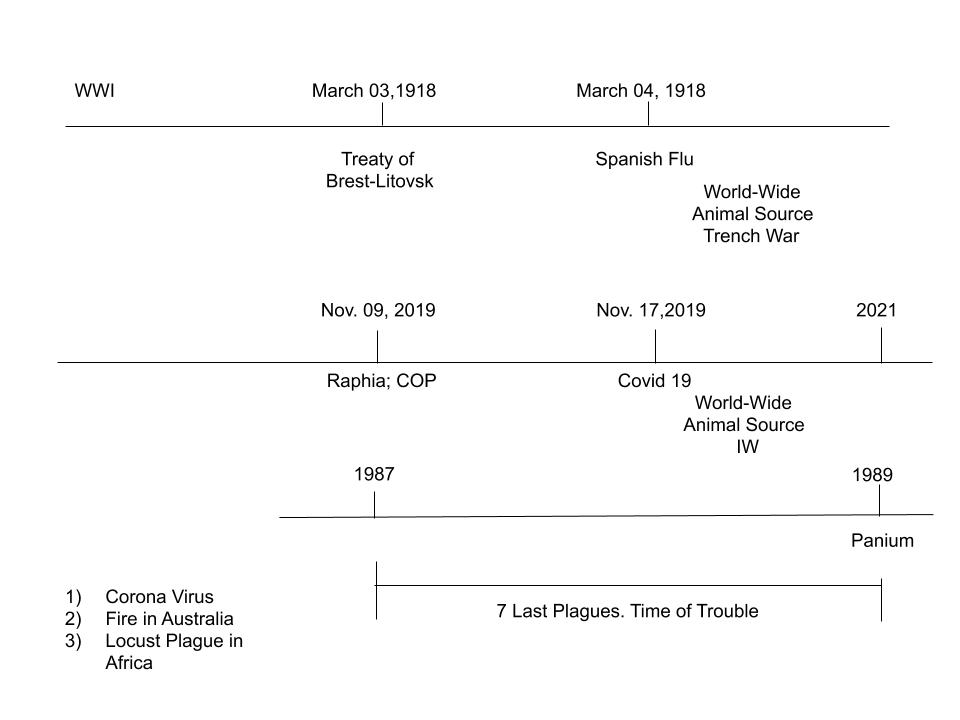 WWI
March 03,1918
March 04, 1918
Treaty of
Brest-Litovsk
Spanish Flu
World-Wide
Animal Source
Trench War
Nov. 09, 2019
Nov. 17,2019
2021
Raphia; COP
Covid 19
World-Wide
Animal Source
IW
1987
1989
Panium
7 Last Plagues. Time of Trouble
1) Corona Virus
2) Fire in Australia
3) Locust Plague in
Africa